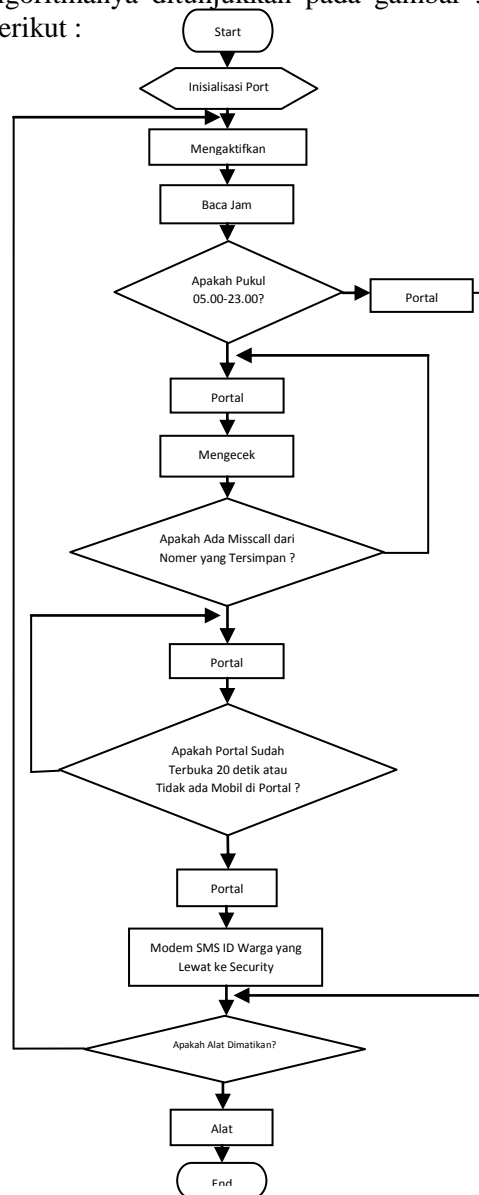 ditunjukkan pada gambar
berikut :
Start
Inisialisasi Port
Mengaktifkan
Baca Jam
Apakah Pukul
05.00-23.00?
Portal
Portal
Mengecek
Apakah Ada Misscall dari
Nomer yang Tersimpan ?
Portal
Apakah Portal Sudah
Terbuka 20 detik atau
Tidak ada Mobil di Portal ?
Portal
Modem SMS ID Warga yang
Lewat ke Security
Apakah Alat Dimatikan?
Alat
End